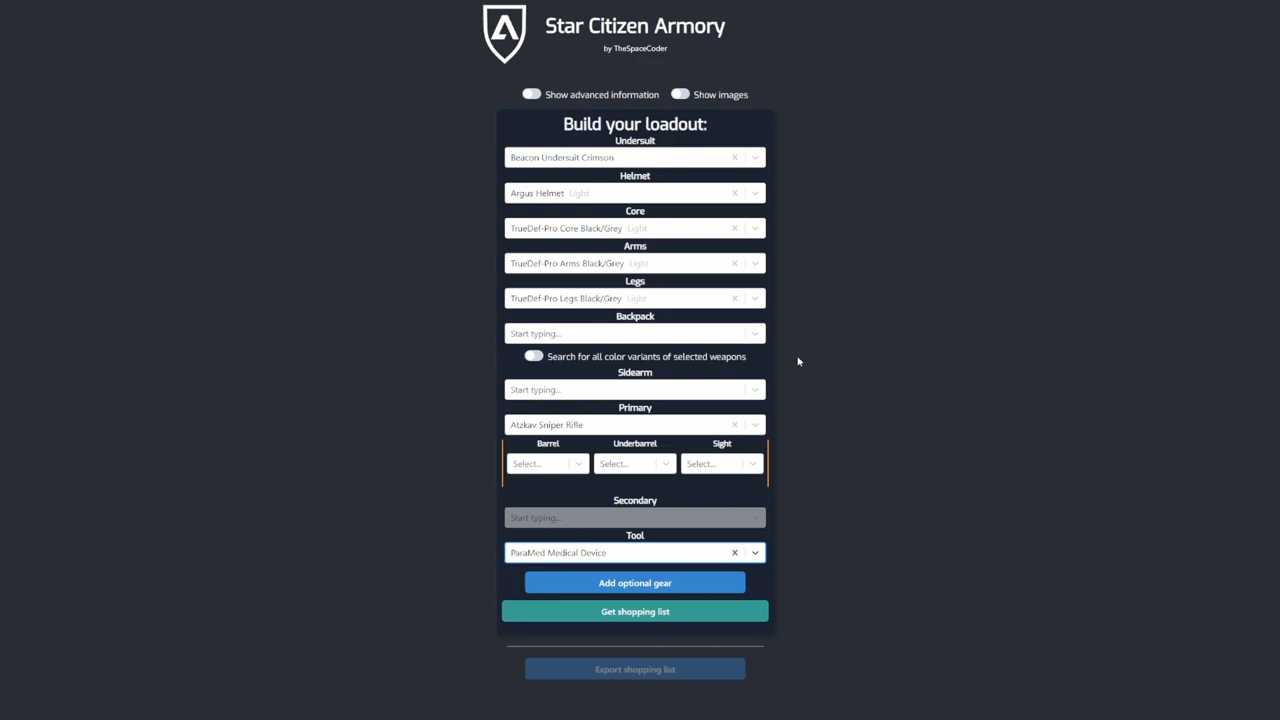 Star Citizen Armory
by TheSpaceCoder
Show advanced information Show images
Build your loadout:
Undersuit
Beacon Undersuit Crimson
Helmet
Argus Helmet Light
Core
TrueDef-Pro Core Black/Grey Light
Arms
TrueDef-Pro Arms Black/Grey Light
Legs
TrueDef-Pro Legs Black/Grey Light
Backpack
Start typing...
Search for all color variants of selected weapons
Sidearm
Start typing...
Primary
Atzkav Sniper Rifle
Barrel Underbarrel Sight
Select... Select... Select...
Secondary
Start typing...
Tool
ParaMed Medical Device
Add optional gear
Get shopping list
Export shopping list